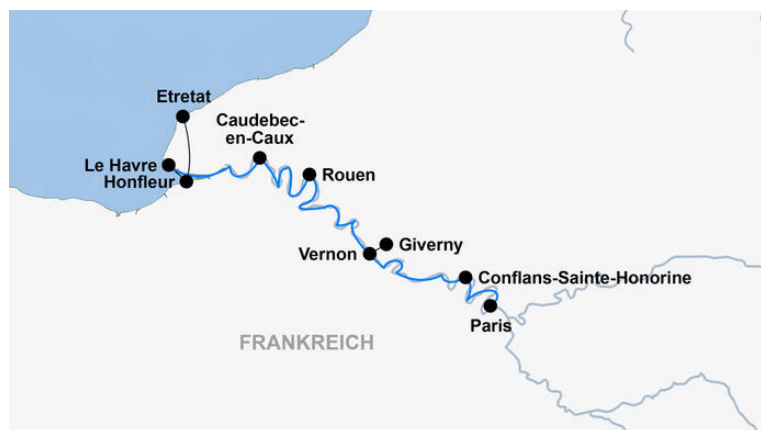 Etretat
Caudebec-
en-Caux
Le Havre
Honfleur
Rouen
Vernon
Giverny
Conflans-Sainte-Honorine
Paris
FRANKREICH